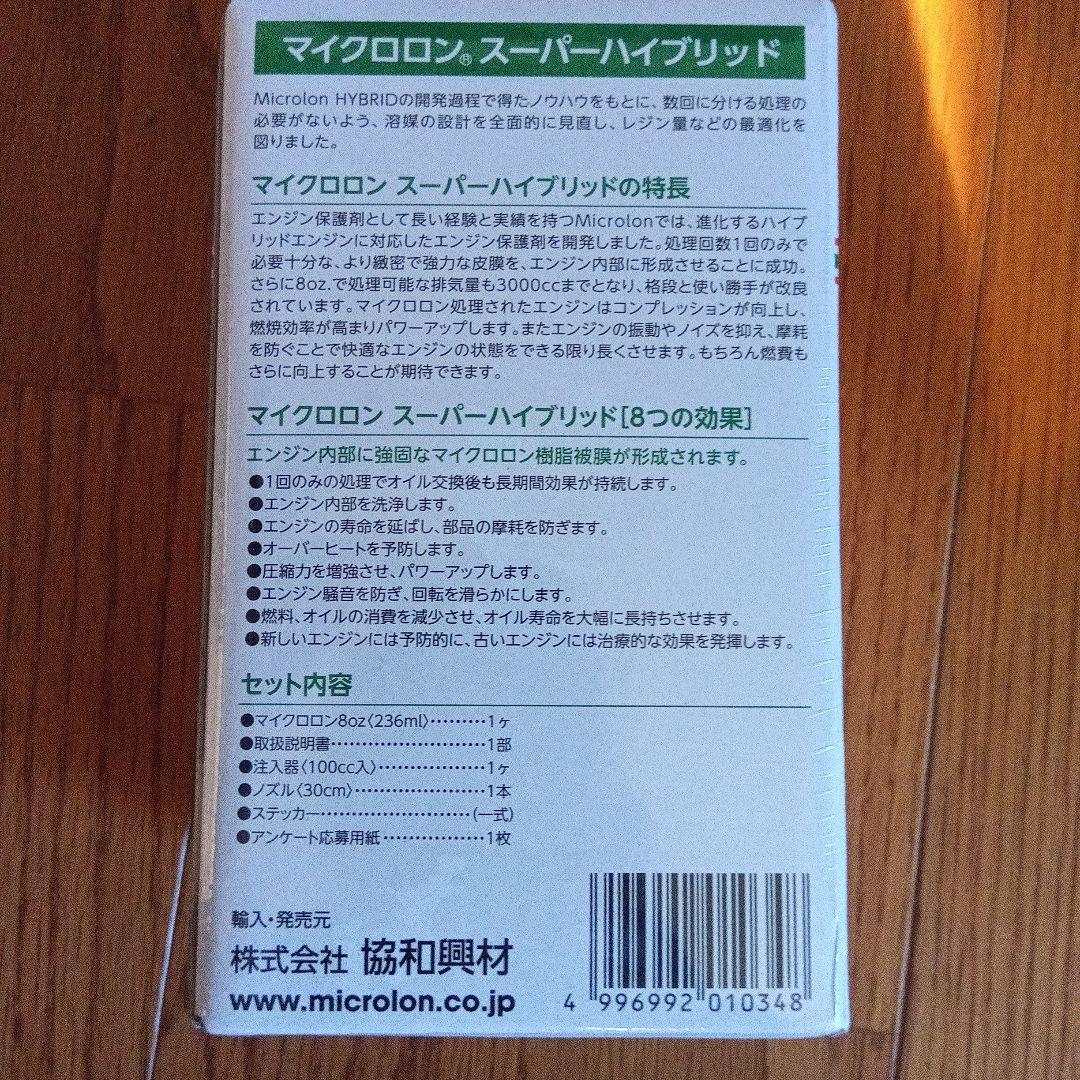 マイクロロン® スーパーハイブリッド
Microlon HYBRIDの開発過程で得たノウハウをもとに、数回に分ける処理の
必要がないよう、溶媒の設計を全面的に見直し、レジン量などの最適化を
図りました。
マイクロロン スーパーハイブリッドの特長
エンジン保護剤として長い経験と実績を持つMicrolonでは、進化するハイブ
リッドエンジンに対応したエンジン保護剤を開発しました。処理回数1回のみで
必要十分な、より緻密で強力な皮膜を、エンジン内部に形成させることに成功。
さらに8oz.で処理可能な排気量も3000ccまでとなり、格段と使い勝手が改良
されています。マイクロロン処理されたエンジンはコンプレッションが向上し、
燃焼効率が高まりパワーアップします。またエンジンの振動やノイズを抑え、摩耗
を防ぐことで快適なエンジンの状態をできる限り長くさせます。もちろん燃費も
さらに向上することが期待できます。
マイクロロン スーパーハイブリッド[8つの効果]
エンジン内部に強固なマイクロロン樹脂被膜が形成されます。
●1回のみの処理でオイル交換後も長期間効果が持続します。
●エンジン内部を洗浄します。
●エンジンの寿命を延ばし、部品の摩耗を防ぎます。
●オーバーヒートを予防します。
●圧縮力を増強させ、パワーアップします。
●エンジン騒音を防ぎ、回転を滑らかにします。
●燃料、オイルの消費を減少させ、オイル寿命を大幅に長持ちさせます。
●新しいエンジンには予防的に、古いエンジンには治療的な効果を発揮します。
セット内容
●マイクロロン8oz〈236ml〉………1ヶ
●取扱説明書………………………1部
●注入器〈100cc入〉………………1ヶ
●ノズル〈30cm〉……………………1本
●ステッカー………………………(一式)
●アンケート応募用紙………………1枚
輸入・発売元
株式会社 協和興材
www.microlon.co.jp
4 996992 010348